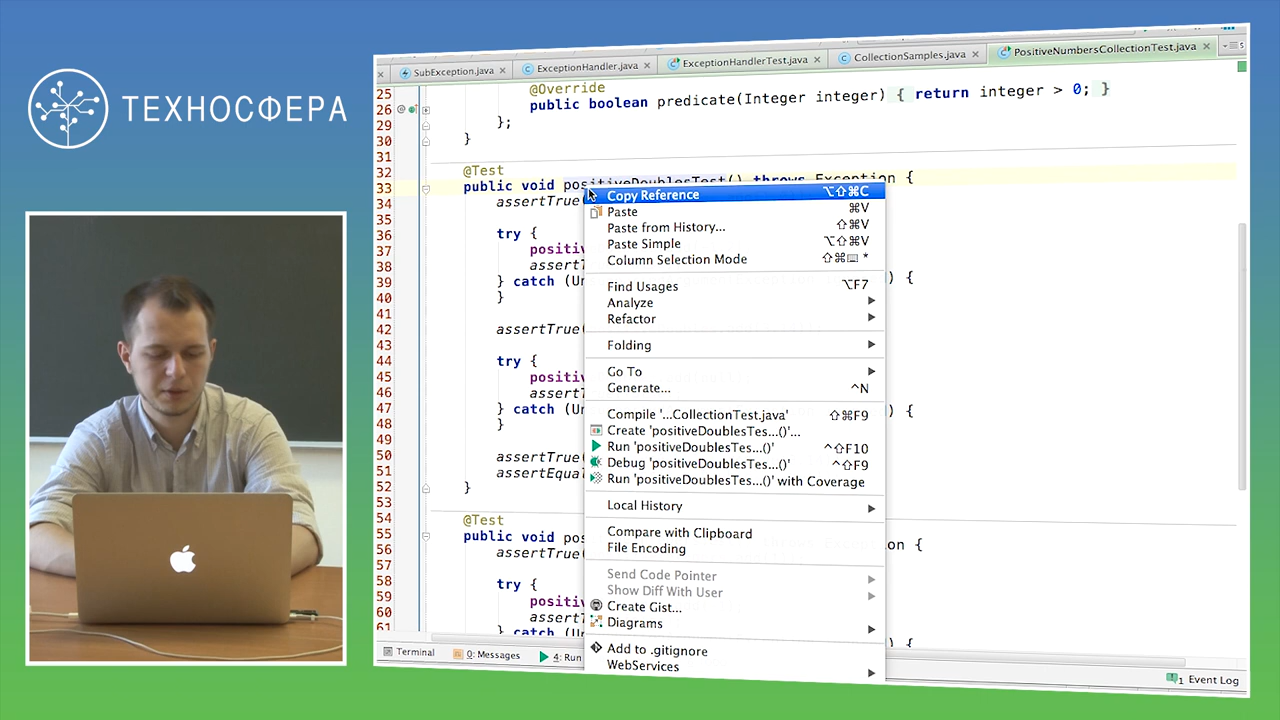 ТЕХНОСФЕРА
SubException.java
ExceptionHandler.java
ExceptionHandlerTest.java
CollectionSamples.java
PositiveNumbersCollectionTest.java
25 @Override
26 public boolean predicate(Integer integer) { return integer > 0; }
29 };
30 }
31
32 @Test
33 public void positiveDoublesTest() throws Exception {
34 assertTrue(
35
36 try {
37 positi
38 assertT
39 } catch (Un ) {
40 }
41
42 assertTrue(
43
44 try {
45 positi
46 assertT
47 } catch (Un ) {
48 }
49
50 assertTrue(
51 assertEqua
52 }
53
54 @Test
55 public void pos throws Exception {
56 assertTrue(
57
58 try {
59 positi
60 assertT
61 } catch (Un ) {
Copy Reference ⌥⇧⌘C
Paste ⌘V
Paste from History... ⇧⌘V
Paste Simple ⌥⇧⌘V
Column Selection Mode ⇧⌘ *
Find Usages ⌥F7
Analyze
Refactor
Folding
Go To
Generate... ^N
Compile '...CollectionTest.java' ⇧⌘F9
Create 'positiveDoublesTes...()'...
Run 'positiveDoublesTes...()' ^⇧F10
Debug 'positiveDoublesTes...()' ^⇧F9
Run 'positiveDoublesTes...()' with Coverage
Local History
Compare with Clipboard
File Encoding
Send Code Pointer
Show Diff With User
Create Gist...
Diagrams
Add to .gitignore
WebServices
Terminal
0: Messages
4: Run
1 Event Log